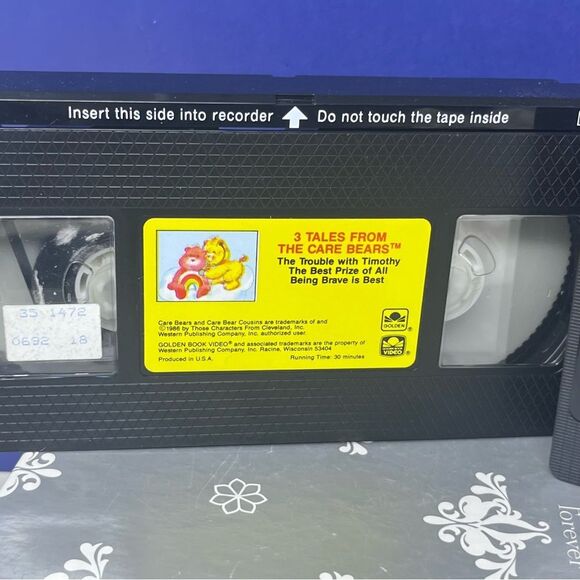 Insert this side into recorder Do not touch the tape inside
3 TALES FROM
THE CARE BEARS™
The Trouble with Timothy
The Best Prize of All
Being Brave is Best
35 1472
0692 18
Care Bears and Care Bear Cousins are trademarks of and
©1986 by Those Characters From Cleveland, Inc.
Western Publishing Company, Inc. authorized user.
GOLDEN BOOK VIDEO® and associated trademarks are the property of
Western Publishing Company, Inc. Racine, Wisconsin 53404
Produced in U.S.A. Running Time: 30 minutes
GOLDEN
GOLDEN BOOK
VIDEO
forever